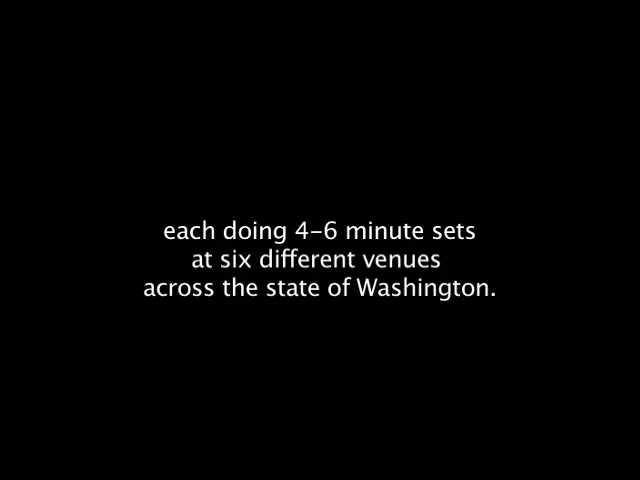 each doing 4-6 minute sets
at six different venues
across the state of Washington.